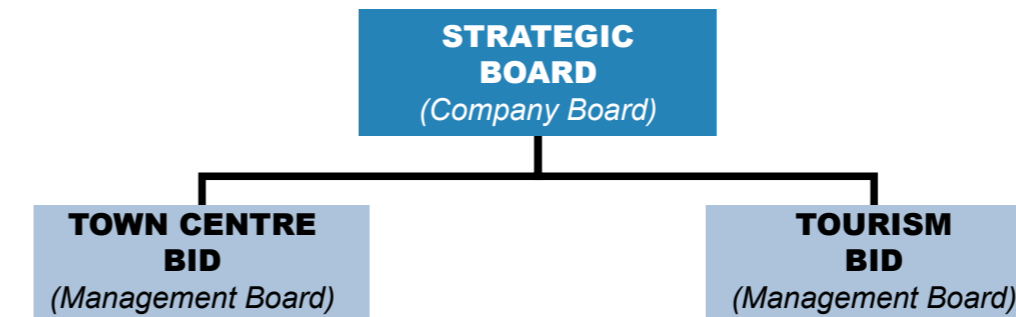 STRATEGIC
BOARD
(Company Board)
TOWN CENTRE
BID
(Management Board)
TOURISM
BID
(Management Board)